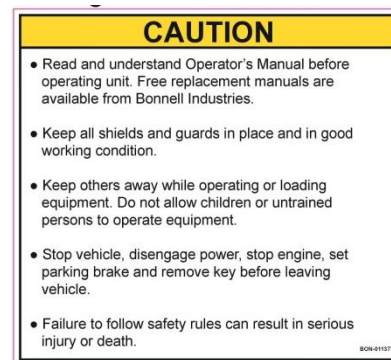 CAUTION
● Read and understand Operator's Manual before
operating unit. Free replacement manuals are
available from Bonnell Industries.
● Keep all shields and guards in place and in good
working condition.
● Keep others away while operating or loading
equipment. Do not allow children or untrained
persons to operate equipment.
● Stop vehicle, disengage power, stop engine, set
parking brake and remove key before leaving
vehicle.
● Failure to follow safety rules can result in serious
injury or death.